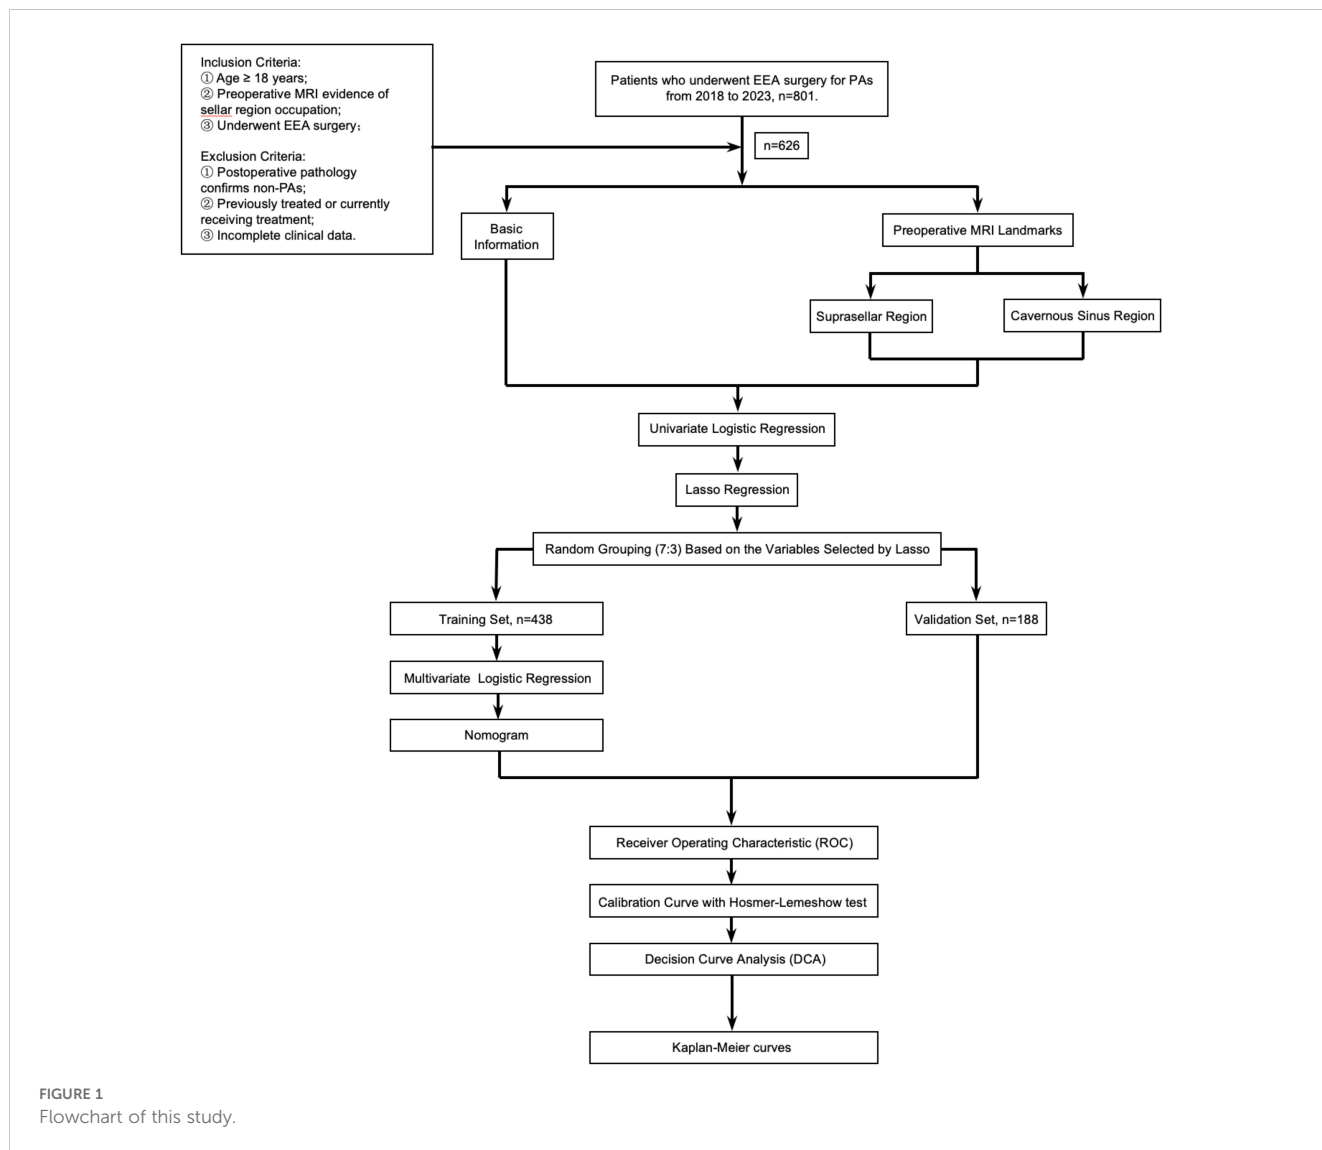 Inclusion Criteria:
① Age ≥ 18 years;
② Preoperative MRI evidence of
sellar region occupation;
③ Underwent EEA surgery;
Exclusion Criteria:
① Postoperative pathology
confirms non-PAs;
② Previously treated or currently
receiving treatment;
③ Incomplete clinical data.
Patients who underwent EEA surgery for PAs
from 2018 to 2023, n=801.
n=626
Basic
Information
Preoperative MRI Landmarks
Suprasellar Region
Cavernous Sinus Region
Univariate Logistic Regression
Lasso Regression
Random Grouping (7:3) Based on the Variables Selected by Lasso
Training Set, n=438
Validation Set, n=188
Multivariate Logistic Regression
Nomogram
Receiver Operating Characteristic (ROC)
Calibration Curve with Hosmer-Lemeshow test
Decision Curve Analysis (DCA)
Kaplan-Meier curves
FIGURE 1
Flowchart of this study.